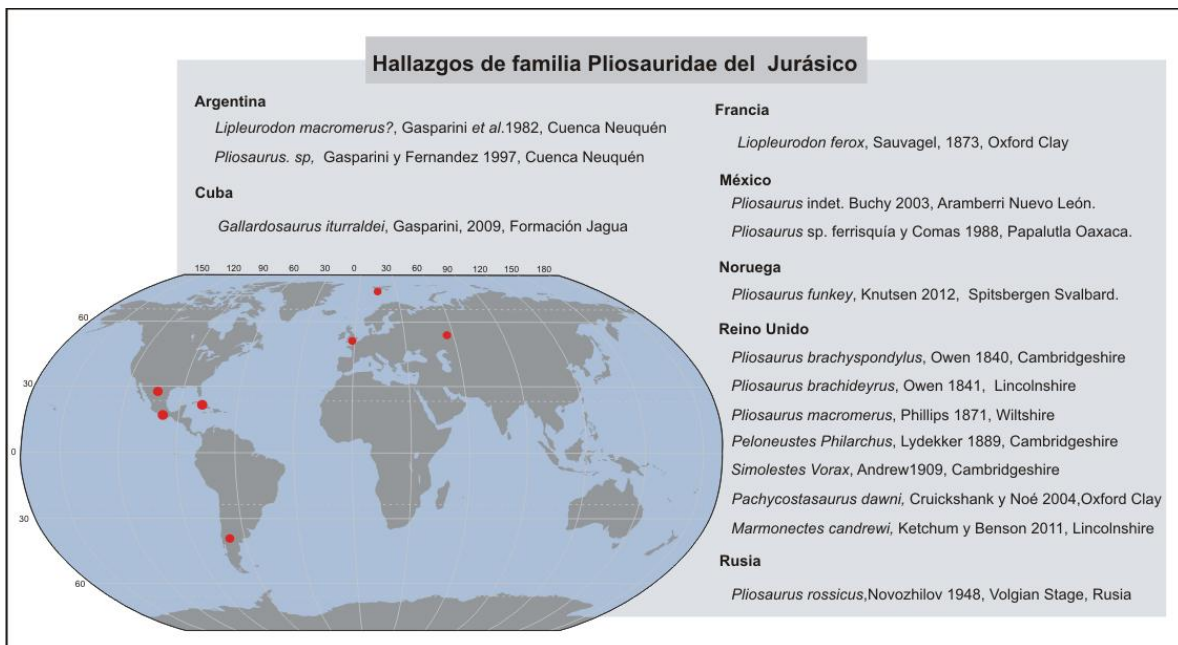 Hallazgos de familia Pliosauridae del Jurásico
Argentina
Lipleurodon macromerus?, Gasparini et al.1982, Cuenca Neuquén
Pliosaurus. sp, Gasparini y Fernandez 1997, Cuenca Neuquén
Cuba
Gallardosaurus iturraldei, Gasparini, 2009, Formación Jagua
Francia
Liopleurodon ferox, Sauvagel, 1873, Oxford Clay
México
Pliosaurus indet. Buchy 2003, Aramberri Nuevo León.
Pliosaurus sp. ferrisquía y Comas 1988, Papalutla Oaxaca.
Noruega
Pliosaurus funkey, Knutsen 2012, Spitsbergen Svalbard.
Reino Unido
Pliosaurus brachyspondylus, Owen 1840, Cambridgeshire
Pliosaurus brachideyrus, Owen 1841, Lincolnshire
Pliosaurus macromerus, Phillips 1871, Wiltshire
Peloneustes Philarchus, Lydekker 1889, Cambridgeshire
Simolestes Vorax, Andrew1909, Cambridgeshire
Pachycostasaurus dawni, Cruickshank y Noé 2004,Oxford Clay
Marmonectes candrewi, Ketchum y Benson 2011, Lincolnshire
Rusia
Pliosaurus rossicus,Novozhilov 1948, Volgian Stage, Rusia
150 120 90 60 30 0 30 60 90 120 150 180
60
30
0
30
60